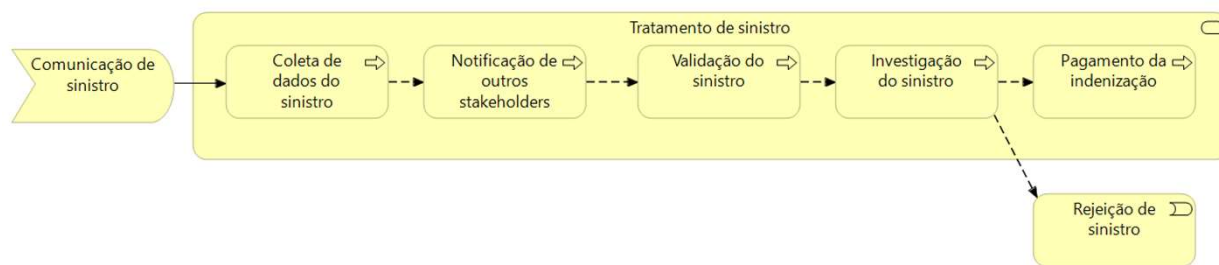 Tratamento de sinistro
Comunicação de
sinistro
Coleta de
dados do
sinistro
Notificação de
outros
stakeholders
Validação do
sinistro
Investigação
do sinistro
Pagamento da
indenização
Rejeição de
sinistro